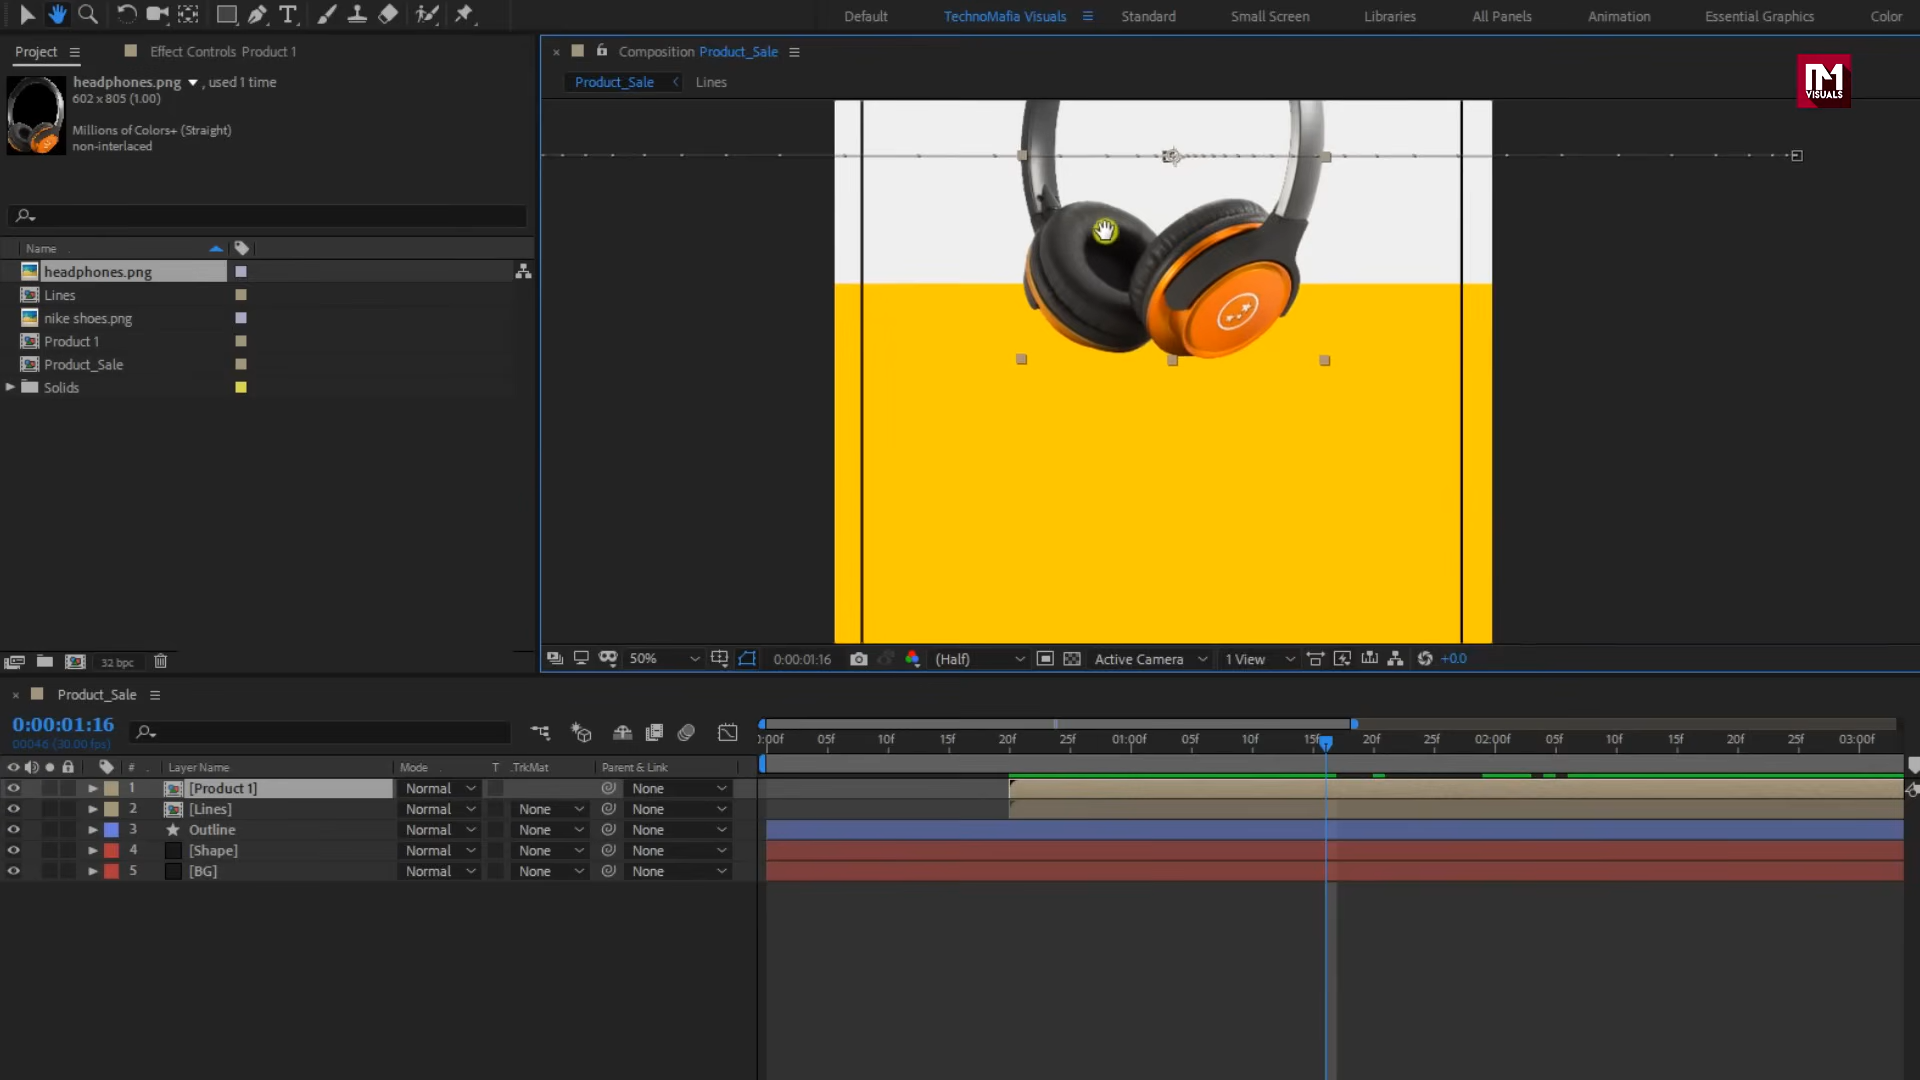 Default
TechnoMafia Visuals
Standard
Small Screen
Libraries
All Panels
Animation
Essential Graphics
Color
Project
Effect Controls Product 1
Composition Product_Sale
headphones.png , used 1 time
602 x 805 (1.00)
Millions of Colors+ (Straight)
non-interlaced
Product_Sale
Lines
VISUALS
Name
headphones.png
Lines
nike shoes.png
Product 1
Product_Sale
Solids
32 bpc
50%
0:00:01:16
(Half)
Active Camera
1 View
+0.0
Product_Sale
0:00:01:16
00046 (30.00 fps)
0:00f 05f 10f 15f 20f 25f 01:00f 05f 10f 15f 20f 25f 02:00f 05f 10f 15f 20f 25f 03:00f
# Layer Name Mode T .TrkMat Parent & Link
1 [Product 1] Normal None
2 [Lines] Normal None None
3 Outline Normal None None
4 [Shape] Normal None None
5 [BG] Normal None None